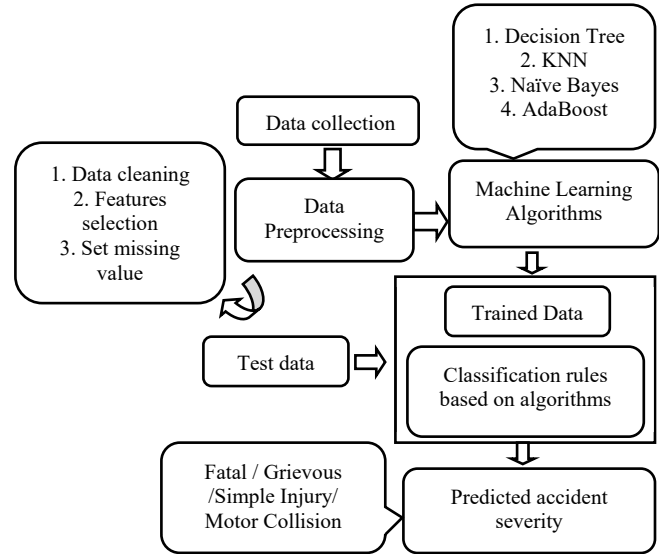 1. Decision Tree
2. KNN
3. Naïve Bayes
4. AdaBoost
Data collection
1. Data cleaning
2. Features
selection
3. Set missing
value
Data
Preprocessing
Machine Learning
Algorithms
Trained Data
Test data
Classification rules
based on algorithms
Fatal / Grievous
/Simple Injury/
Motor Collision
Predicted accident
severity